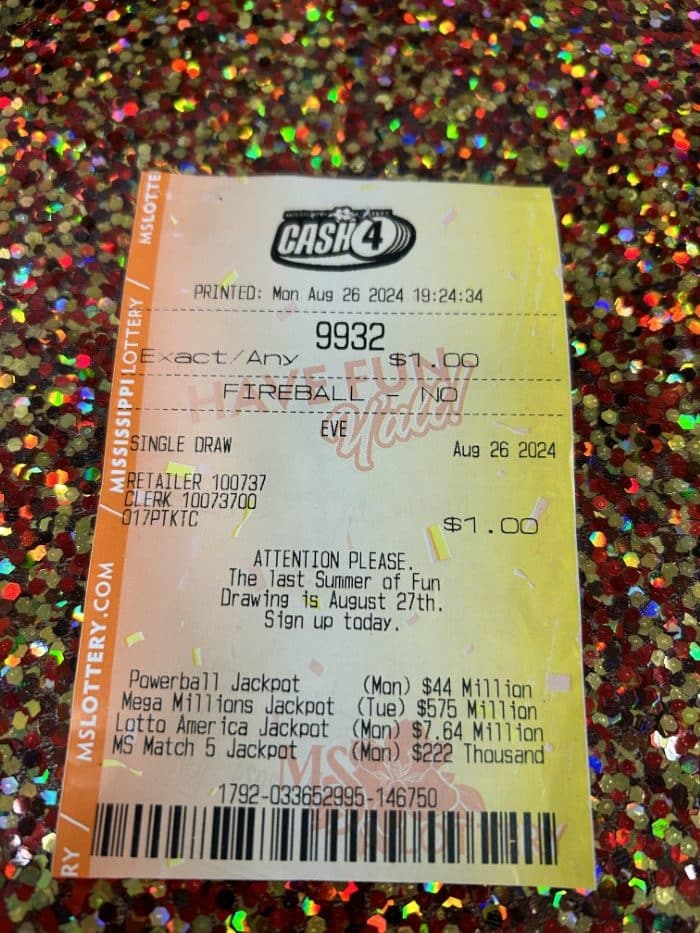 CASH 4
PRINTED: Mon Aug 26 2024 19:24:34
9932
Exact/Any $1.00
FIREBALL - NO
HAVE FUN
Y'all!
EVE
SINGLE DRAW Aug 26 2024
RETAILER 100737
CLERK 10073700
017PTKTC $1.00
ATTENTION PLEASE.
The last Summer of Fun
Drawing is August 27th.
Sign up today.
Powerball Jackpot (Mon) $44 Million
Mega Millions Jackpot (Tue) $575 Million
Lotto America Jackpot (Mon) $7.64 Million
MS Match 5 Jackpot (Mon) $222 Thousand
1792-033652995-146750
MS
LOTTERY
RY / MSLOTTERY.COM / MISSISSIPPI LOTTERY / MSLOTTE